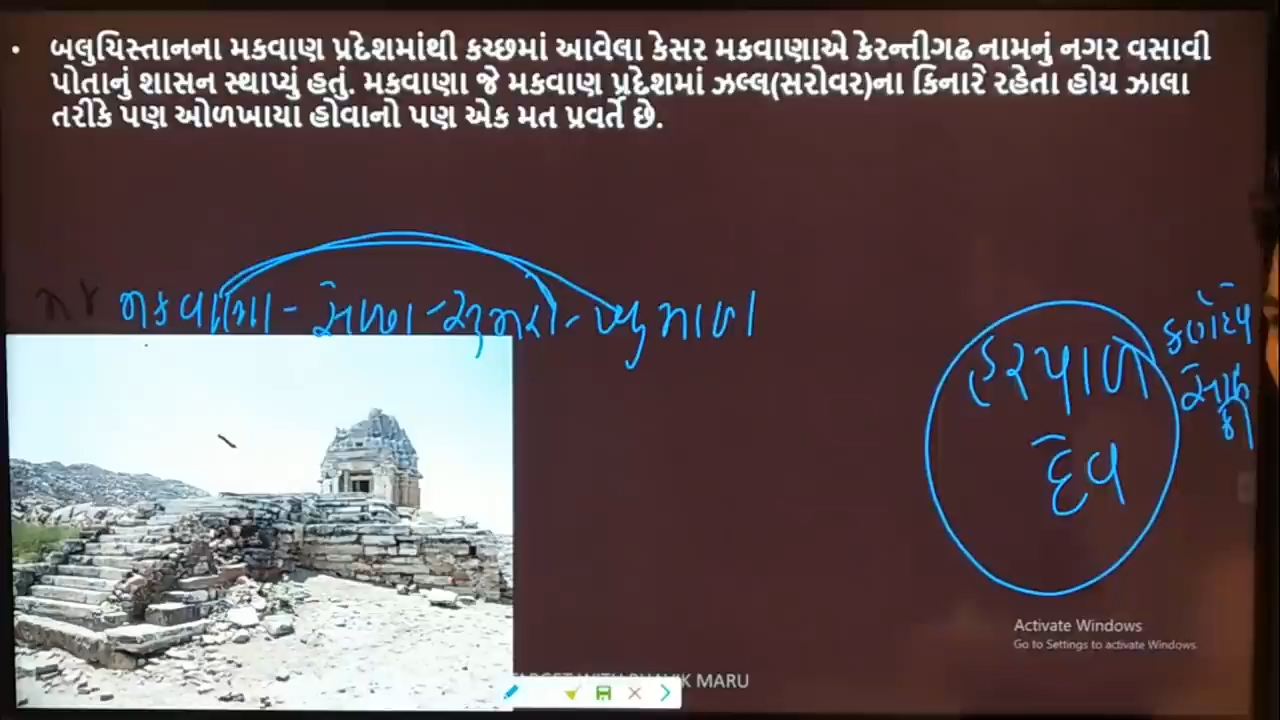 • બલુચિસ્તાનના મકવાણ પ્રદેશમાંથી કચ્છમાં આવેલા કેસર મકવાણાએ કેરન્તીગઢ નામનું નગર વસાવી
પોતાનું શાસન સ્થાપ્યું હતું. મકવાણા જે મકવાણ પ્રદેશમાં ઝલ્લ(સરોવર)ના કિનારે રહેતા હોય ઝાલા
તરીકે પણ ઓળખાયા હોવાનો પણ એક મત પ્રવર્તે છે.
મકવાણા - -
હરપાળ
દેવ
Activate Windows
Go to Settings to activate Windows.
MARU